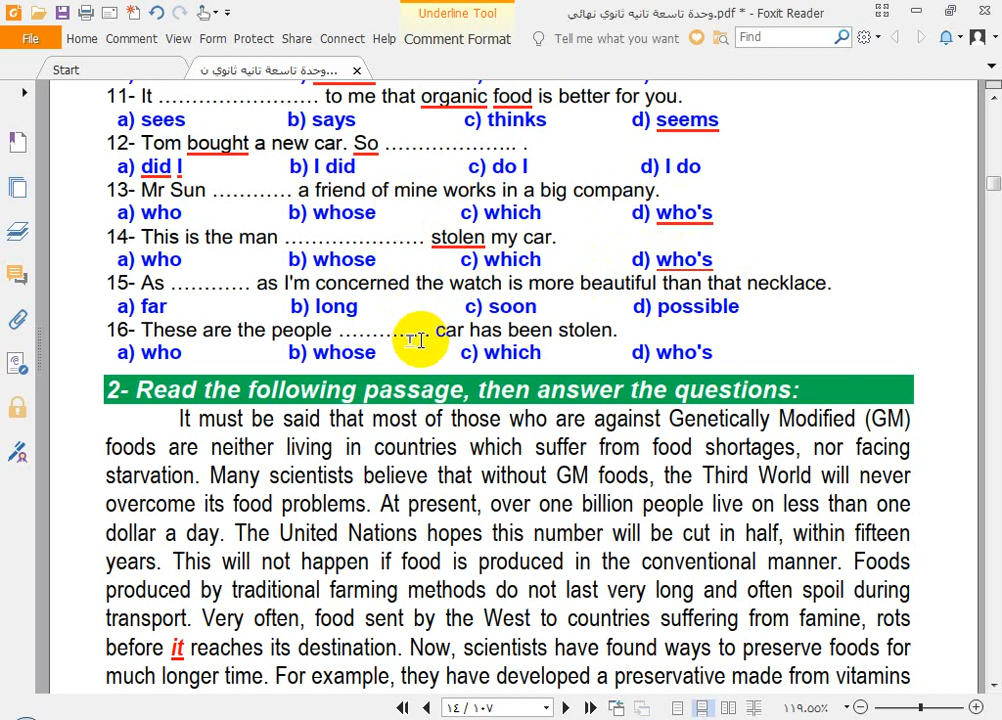 Underline Tool
وحدة تاسعة تانيه ثانوي نهائي.pdf * - Foxit Reader
File Home Comment View Form Protect Share Connect Help Comment Format Tell me what you want Find
Start وحدة تاسعة تانيه ثانوي ن...
11- It …………………… to me that organic food is better for you.
a) sees b) says c) thinks d) seems
12- Tom bought a new car. So ……………….. .
a) did I b) I did c) do I d) I do
13- Mr Sun ………… a friend of mine works in a big company.
a) who b) whose c) which d) who's
14- This is the man ………………… stolen my car.
a) who b) whose c) which d) who's
15- As ………… as I'm concerned the watch is more beautiful than that necklace.
a) far b) long c) soon d) possible
16- These are the people ………….. car has been stolen.
a) who b) whose c) which d) who's
2- Read the following passage, then answer the questions:
It must be said that most of those who are against Genetically Modified (GM)
foods are neither living in countries which suffer from food shortages, nor facing
starvation. Many scientists believe that without GM foods, the Third World will never
overcome its food problems. At present, over one billion people live on less than one
dollar a day. The United Nations hopes this number will be cut in half, within fifteen
years. This will not happen if food is produced in the conventional manner. Foods
produced by traditional farming methods do not last very long and often spoil during
transport. Very often, food sent by the West to countries suffering from famine, rots
before it reaches its destination. Now, scientists have found ways to preserve foods for
much longer time. For example, they have developed a preservative made from vitamins
١٤ / ١٠٧ ١١٩.٥٥%